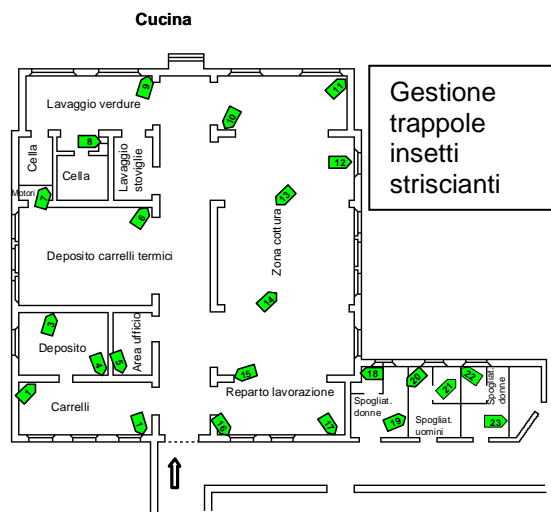 Cucina
Gestione
trappole
insetti
striscianti
9
11
Lavaggio verdure
10
8
12
Cella
Cella
Lavaggio
stoviglie
Motori
7
13
6
Deposito carrelli termici
Zona cottura
14
3
Deposito
4
5
Area ufficio
15
1
Carrelli
1
Reparto lavorazione
16
17
18
20
21
22
Spogliat.
donne
Spogliat.
donne
19
Spogliat.
uomini
23